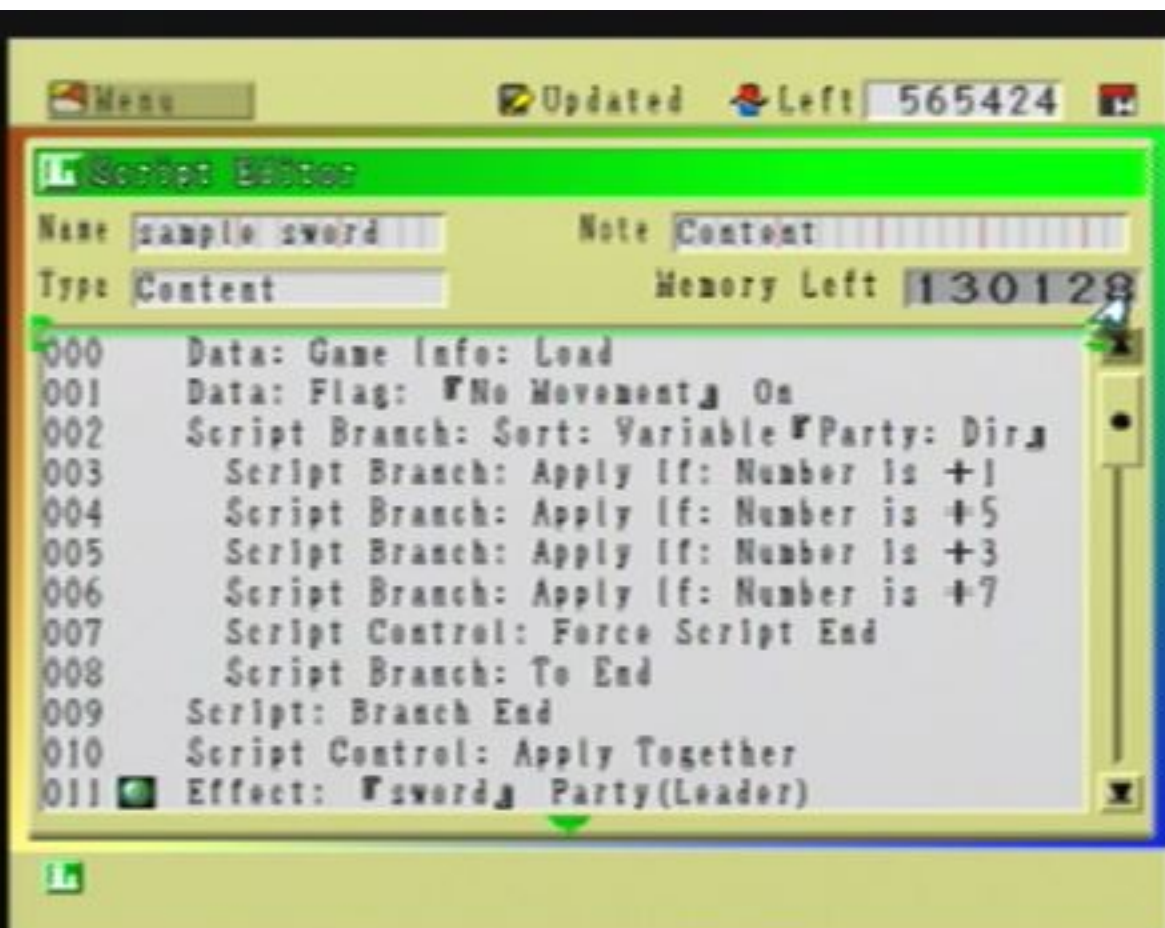 Menu Updated Left 565424
Script Editor
Name sample sword Note Content
Type Content Memory Left 130128
000 Data: Game Info: Load
001 Data: Flag: 『No Movement』 On
002 Script Branch: Sort: Variable『Party: Dir』
003 Script Branch: Apply If: Number is +1
004 Script Branch: Apply If: Number is +5
005 Script Branch: Apply If: Number is +3
006 Script Branch: Apply If: Number is +7
007 Script Control: Force Script End
008 Script Branch: To End
009 Script: Branch End
010 Script Control: Apply Together
011 Effect: 『sword』 Party(Leader)
L